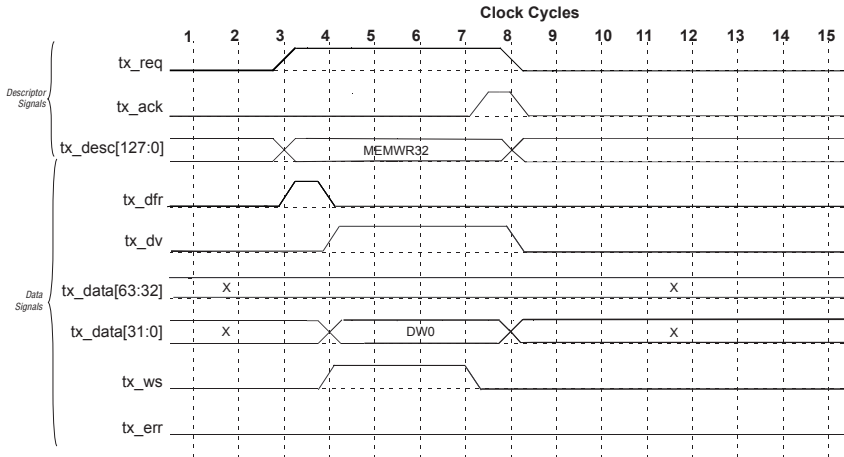 Clock Cycles
1 2 3 4 5 6 7 8 9 10 11 12 13 14 15
tx_req
Descriptor
Signals
tx_ack
tx_desc[127:0] MEMWR32
tx_dfr
tx_dv
Data
Signals
tx_data[63:32] X X
tx_data[31:0] X DW0 X
tx_ws
tx_err